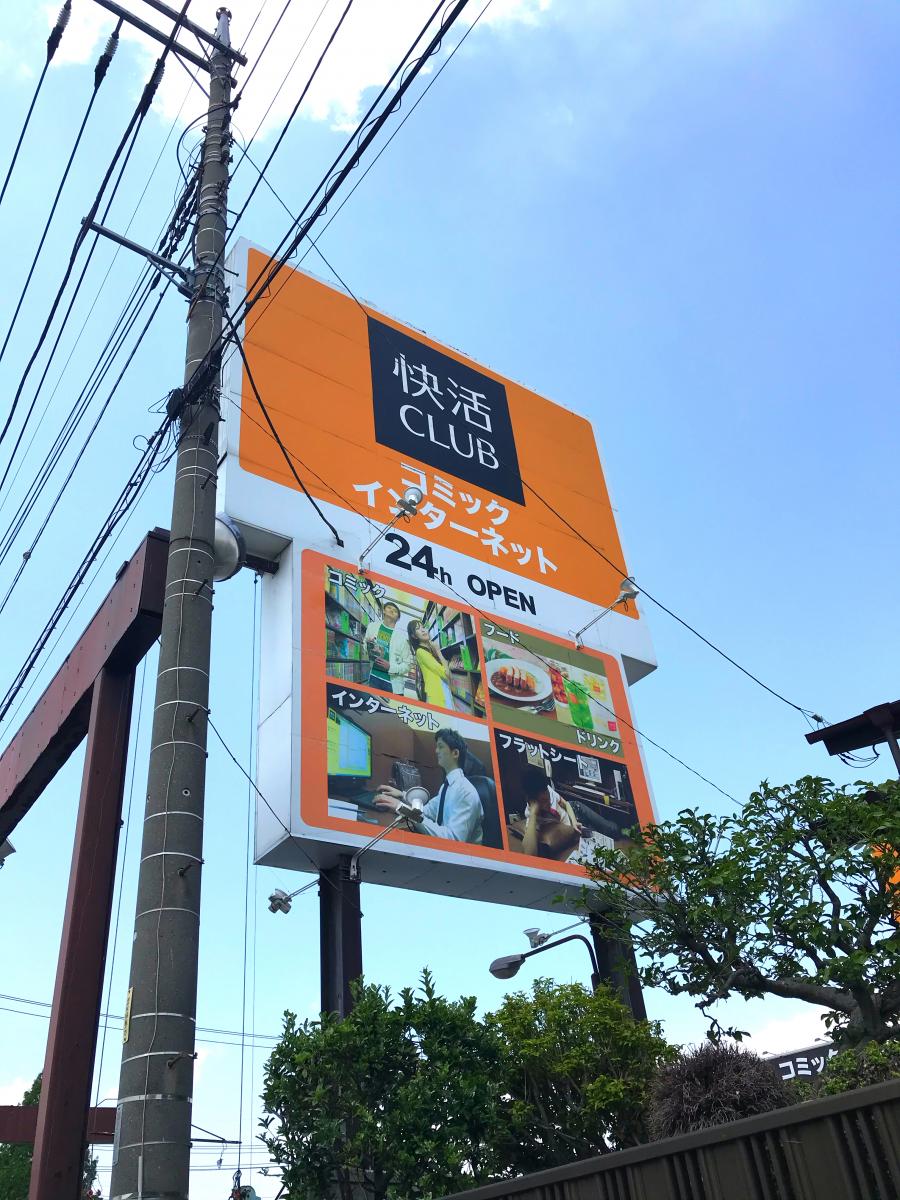 快活
CLUB
コミック
インターネット
24h OPEN
コミック
フード
ドリンク
インターネット
フラットシート
コミック